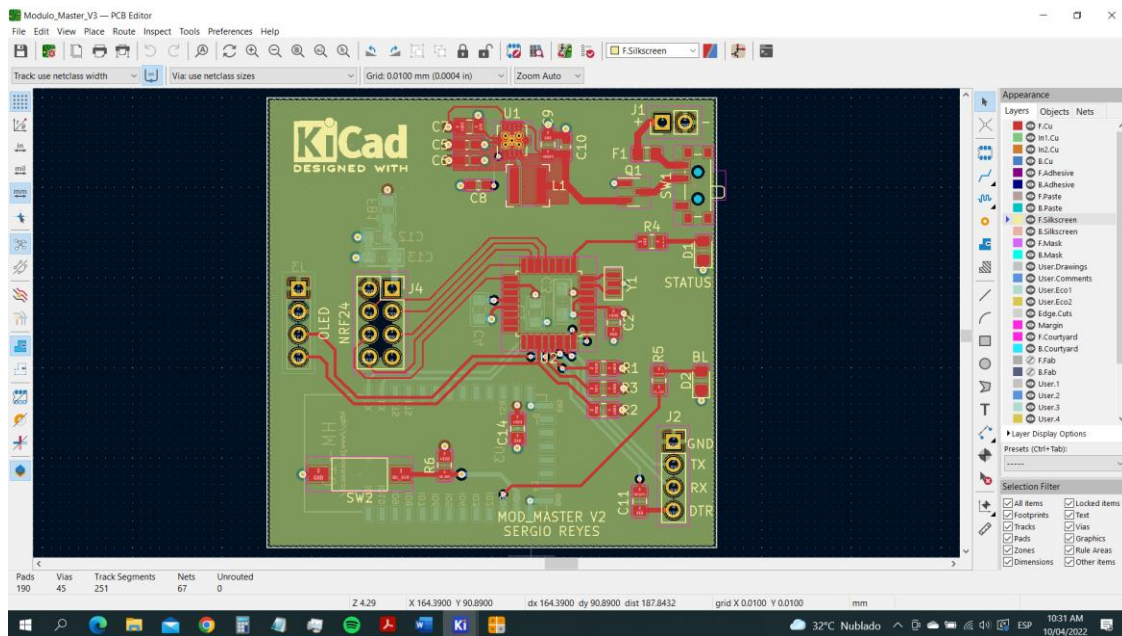 Modulo_Master_V3 — PCB Editor
File Edit View Place Route Inspect Tools Preferences Help
F.Silkscreen
Track: use netclass width
Via: use netclass sizes
Grid: 0.0100 mm (0.0004 in)
Zoom Auto
in
mil
mm
KiCad
DESIGNED WITH
C7
C5
C6
U1
C9
C10
J1
+
-
F1
Q1
SW1
L1
C8
FB1
C12
C13
R4
D1
STATUS
J4
OLED
NRF24
Y1
C2
C4
R1
R3
R2
R5
BL
D2
J2
GND
TX
RX
DTR
C14
U3
HM
R6
SW2
C11
MOD_MASTER V2
SERGIO REYES
Appearance
Layers Objects Nets
F.Cu
In1.Cu
In2.Cu
B.Cu
F.Adhesive
B.Adhesive
F.Paste
B.Paste
F.Silkscreen
B.Silkscreen
F.Mask
B.Mask
User.Drawings
User.Comments
User.Eco1
User.Eco2
Edge.Cuts
Margin
F.Courtyard
B.Courtyard
F.Fab
B.Fab
User.1
User.2
User.3
User.4
Layer Display Options
Presets (Ctrl+Tab):
-----
Selection Filter
All items Locked items
Footprints Text
Tracks Vias
Pads Graphics
Zones Rule Areas
Dimensions Other items
Pads Vias Track Segments Nets Unrouted
190 45 251 67 0
Z 4.29 X 164.3900 Y 90.8900 dx 164.3900 dy 90.8900 dist 187.8432 grid X 0.0100 Y 0.0100 mm
32°C Nublado ESP 10:31 AM
10/04/2022